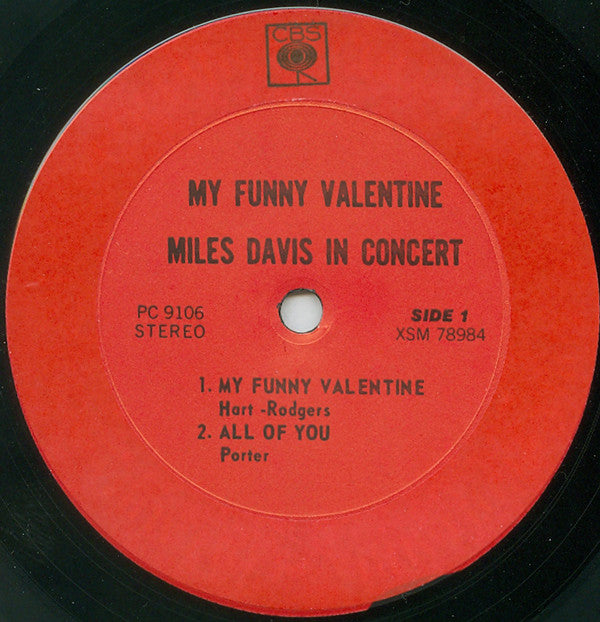 CBS
MY FUNNY VALENTINE
MILES DAVIS IN CONCERT
PC 9106
STEREO
SIDE 1
XSM 78984
1. MY FUNNY VALENTINE
Hart -Rodgers
2. ALL OF YOU
Porter